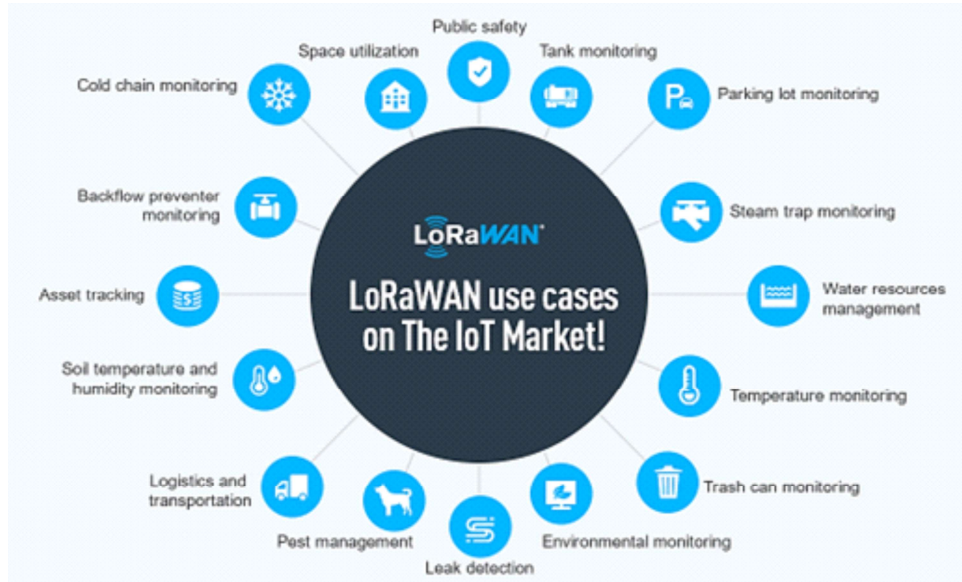 Public safety
Space utilization
Tank monitoring
Cold chain monitoring
Parking lot monitoring
Backflow preventer
monitoring
Steam trap monitoring
LoRaWAN®
LoRaWAN use cases
on The IoT Market!
Asset tracking
Water resources
management
Soil temperature and
humidity monitoring
Temperature monitoring
Logistics and
transportation
Trash can monitoring
Pest management
Environmental monitoring
Leak detection
P
$